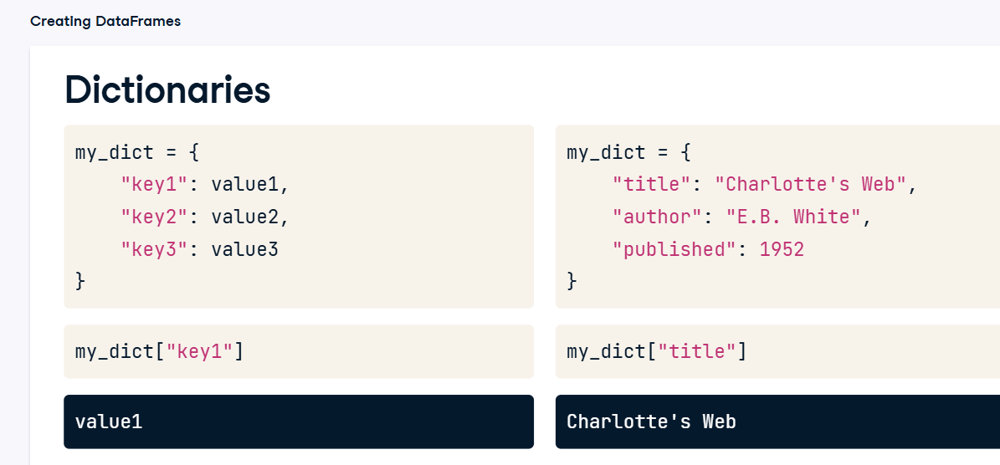 Creating DataFrames
Dictionaries
my_dict = {
    "key1": value1,
    "key2": value2,
    "key3": value3
}
my_dict["key1"]
value1
my_dict = {
    "title": "Charlotte's Web",
    "author": "E.B. White",
    "published": 1952
}
my_dict["title"]
Charlotte's Web